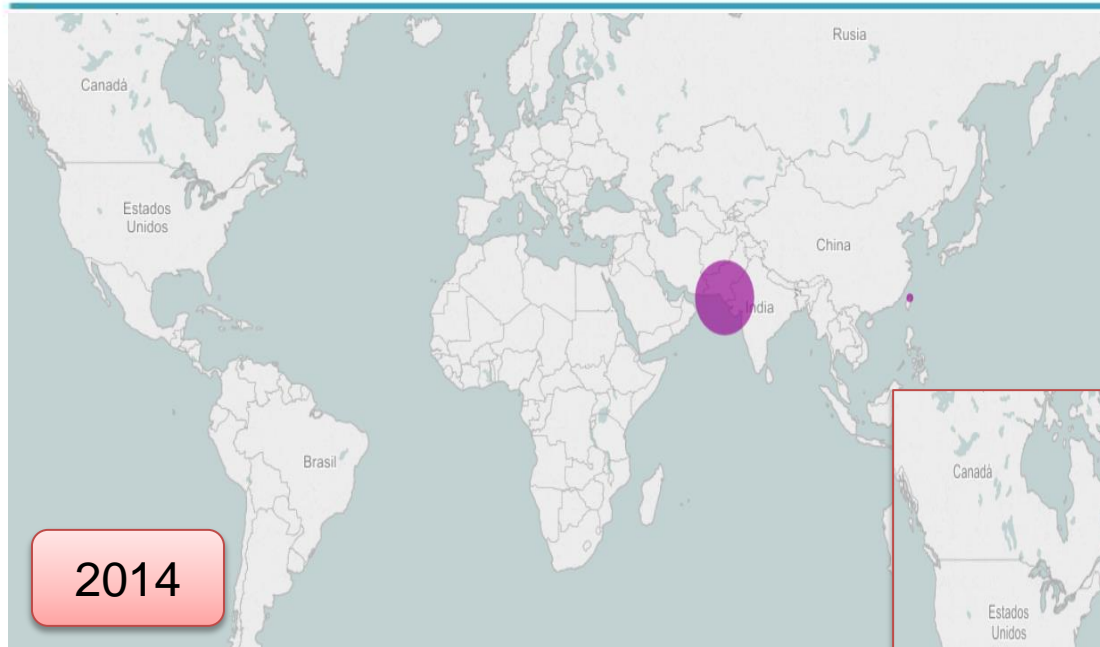 Rusia
Canadá
Estados
Unidos
China
India
Brasil
2014
Canadá
Estados
Unidos